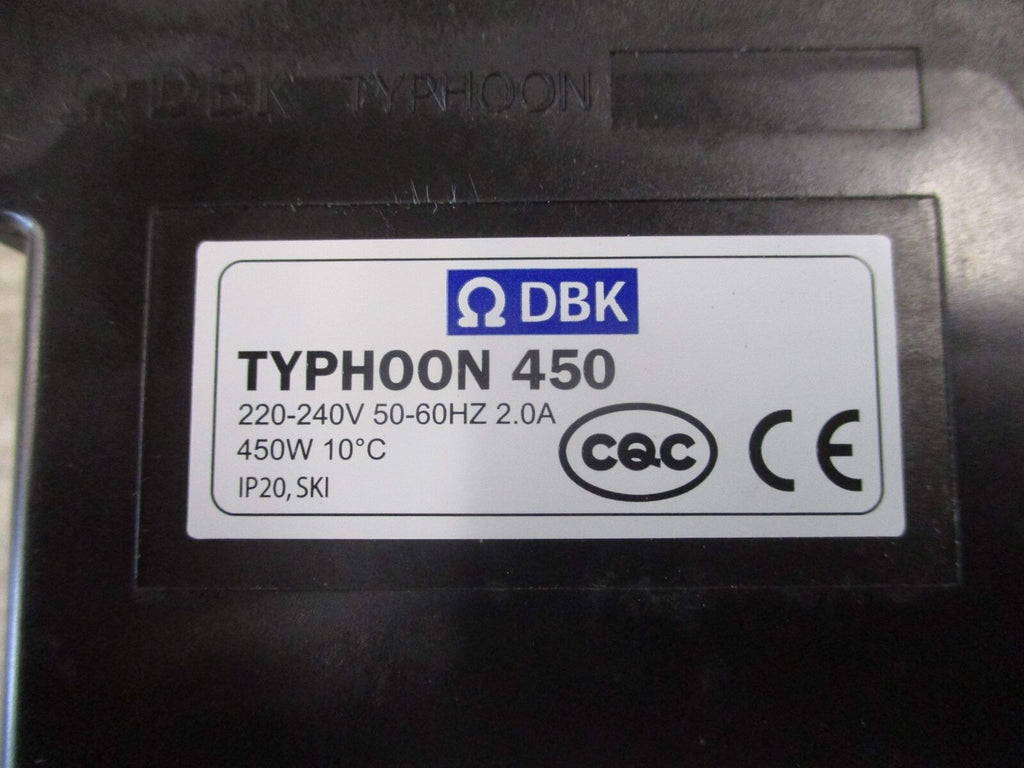 Ω DBK TYPHOON
Ω DBK
TYPHOON 450
220-240V 50-60HZ 2.0A
450W 10°C
IP20, SKI
CQC
CE